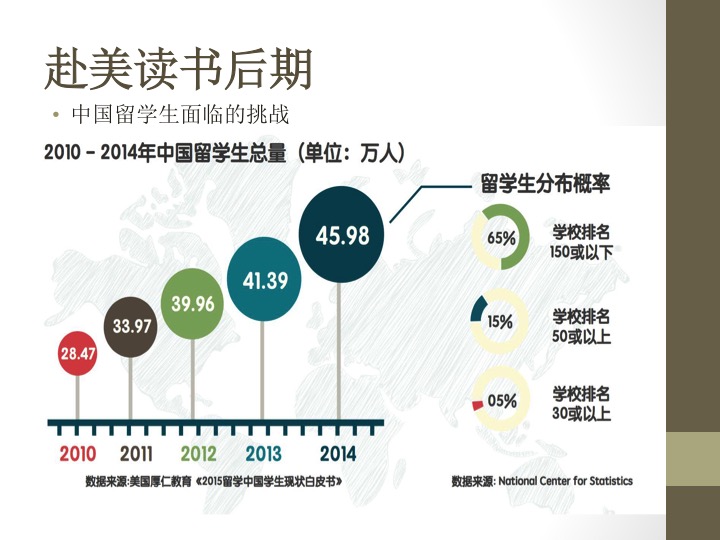 赴美读书后期
• 中国留学生面临的挑战
2010 – 2014年中国留学生总量（单位：万人）
留学生分布概率
45.98
41.39
39.96
33.97
28.47
65%
学校排名
150或以下
15%
学校排名
50或以上
05%
学校排名
30或以上
2010 2011 2012 2013 2014
数据来源:美国厚仁教育《2015留学中国学生现状白皮书》
数据来源: National Center for Statistics